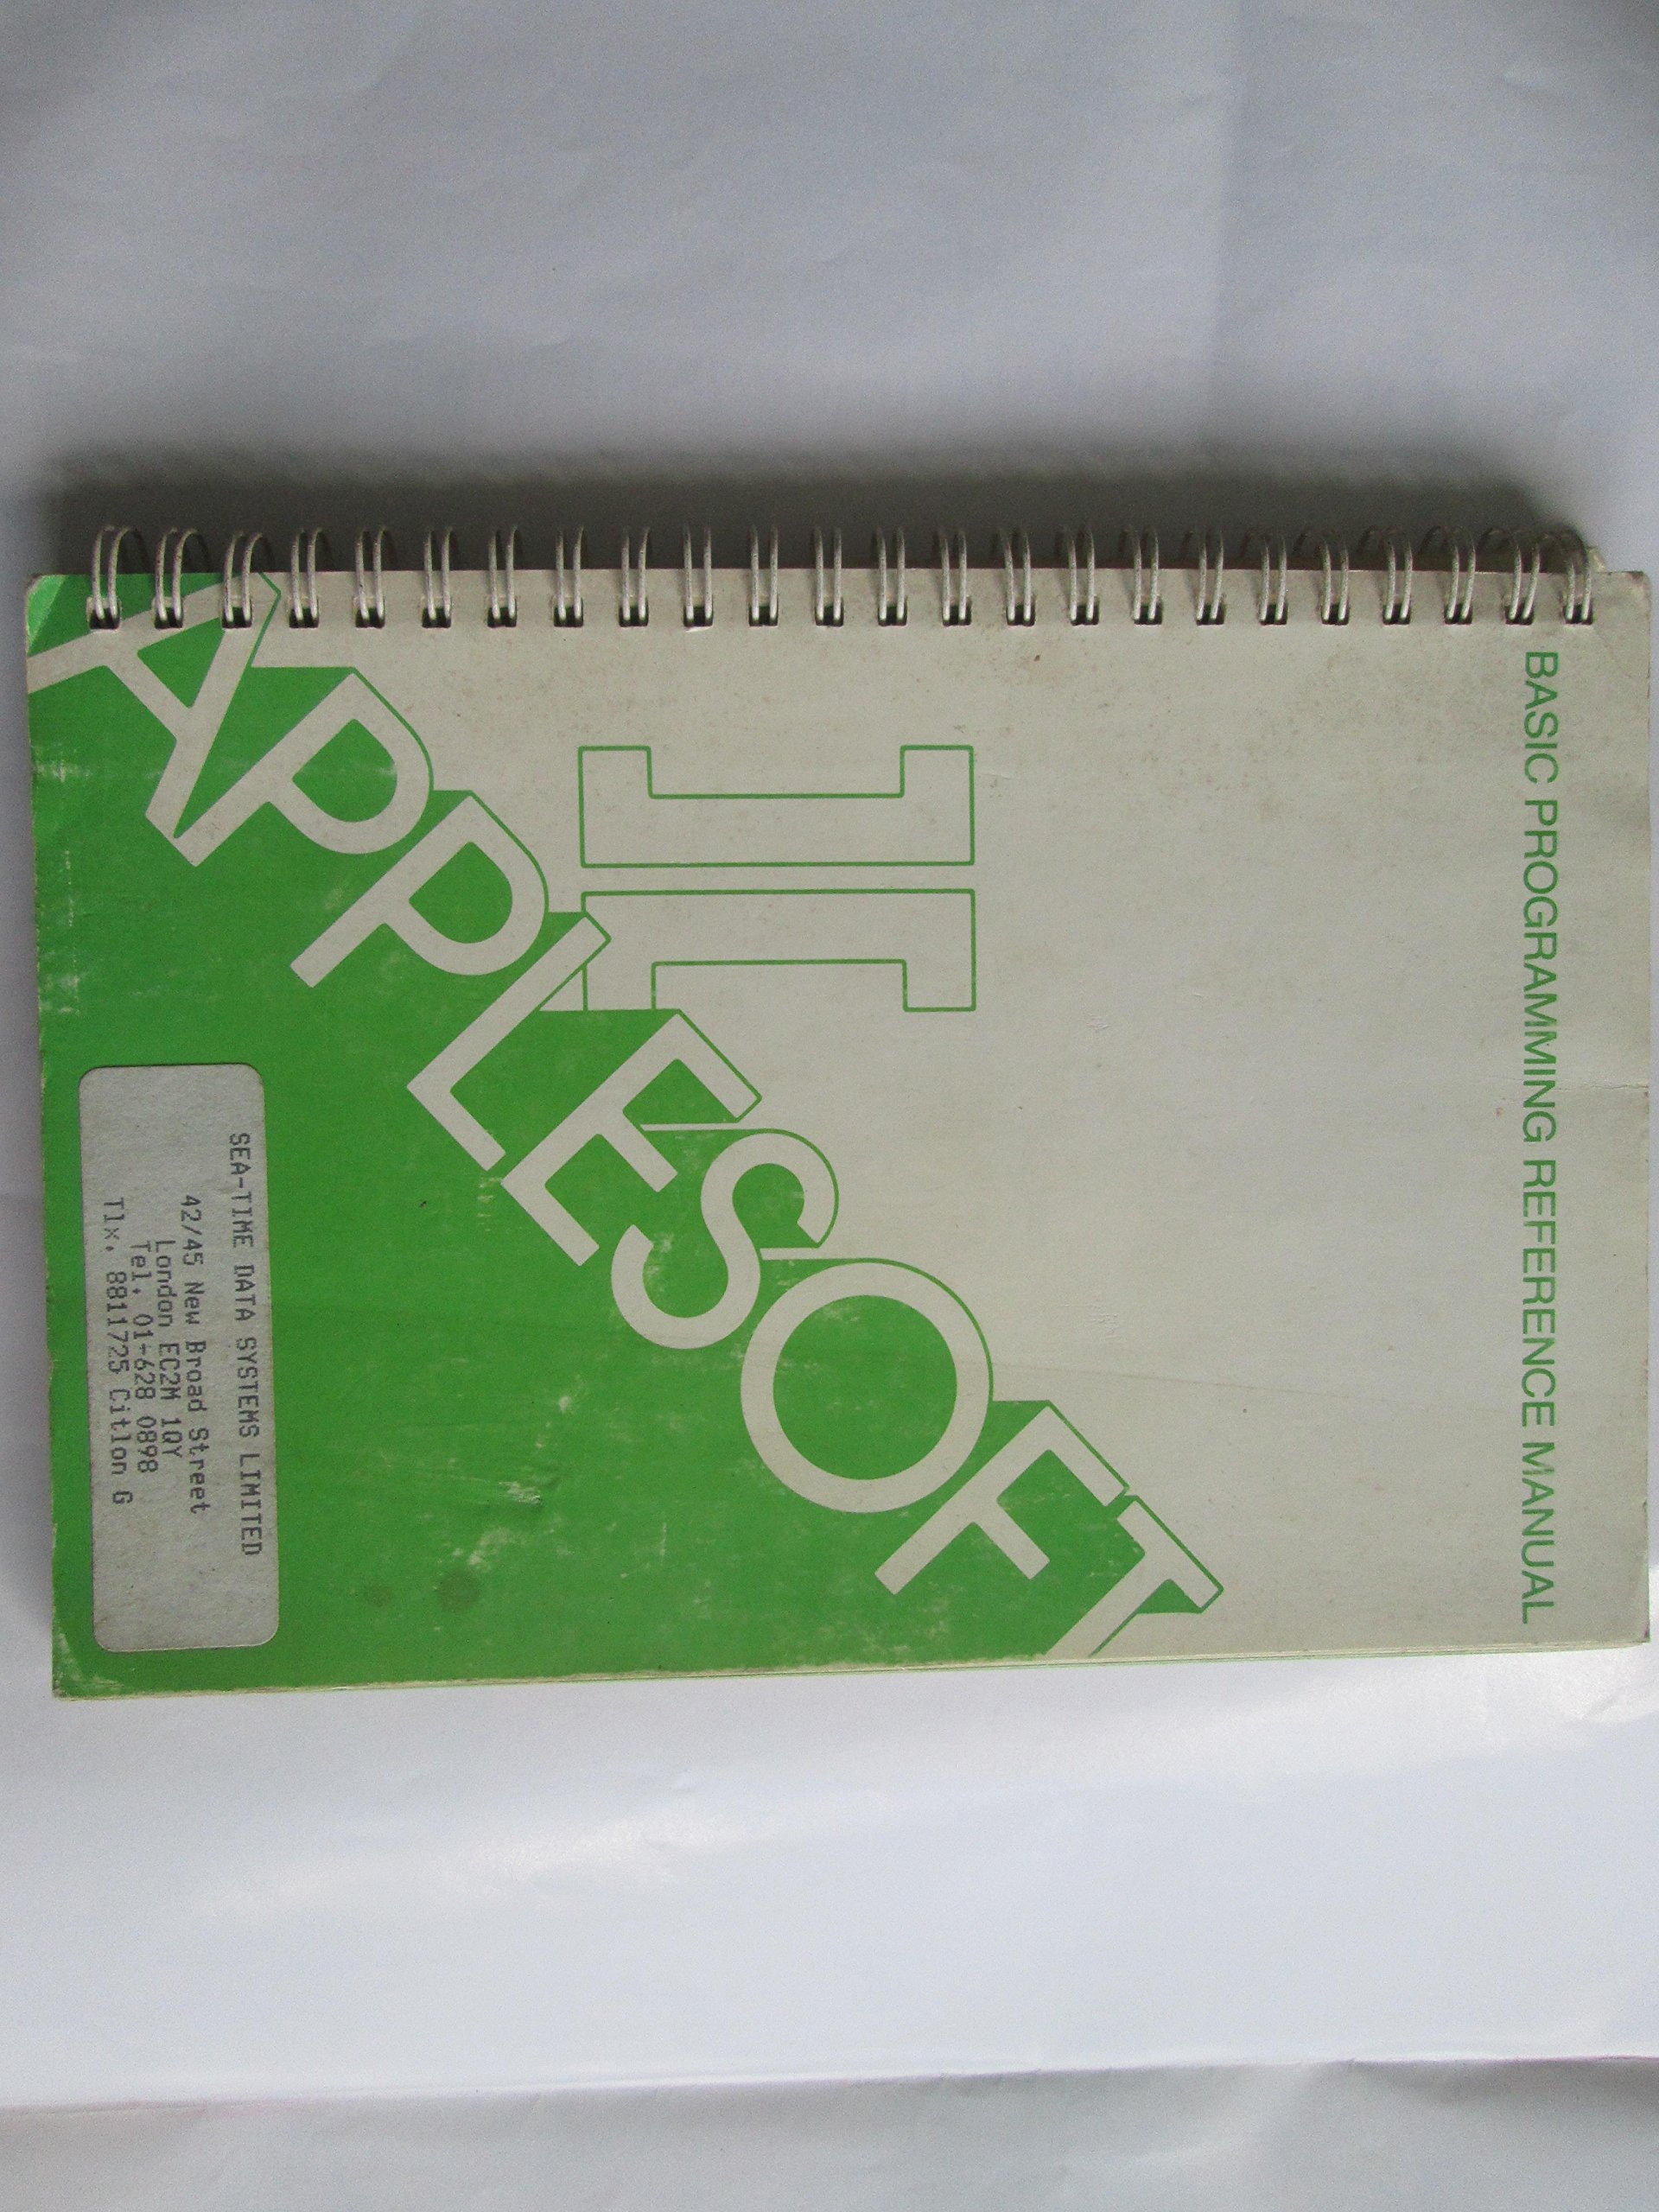 BASIC PROGRAMMING REFERENCE MANUAL
II
APPLESOFT
SEA-TIME DATA SYSTEMS LIMITED
42/45 New Broad Street
London EC2M 1QY
Tel. 01-628 0898
Tlx. 8811725 Citlon G